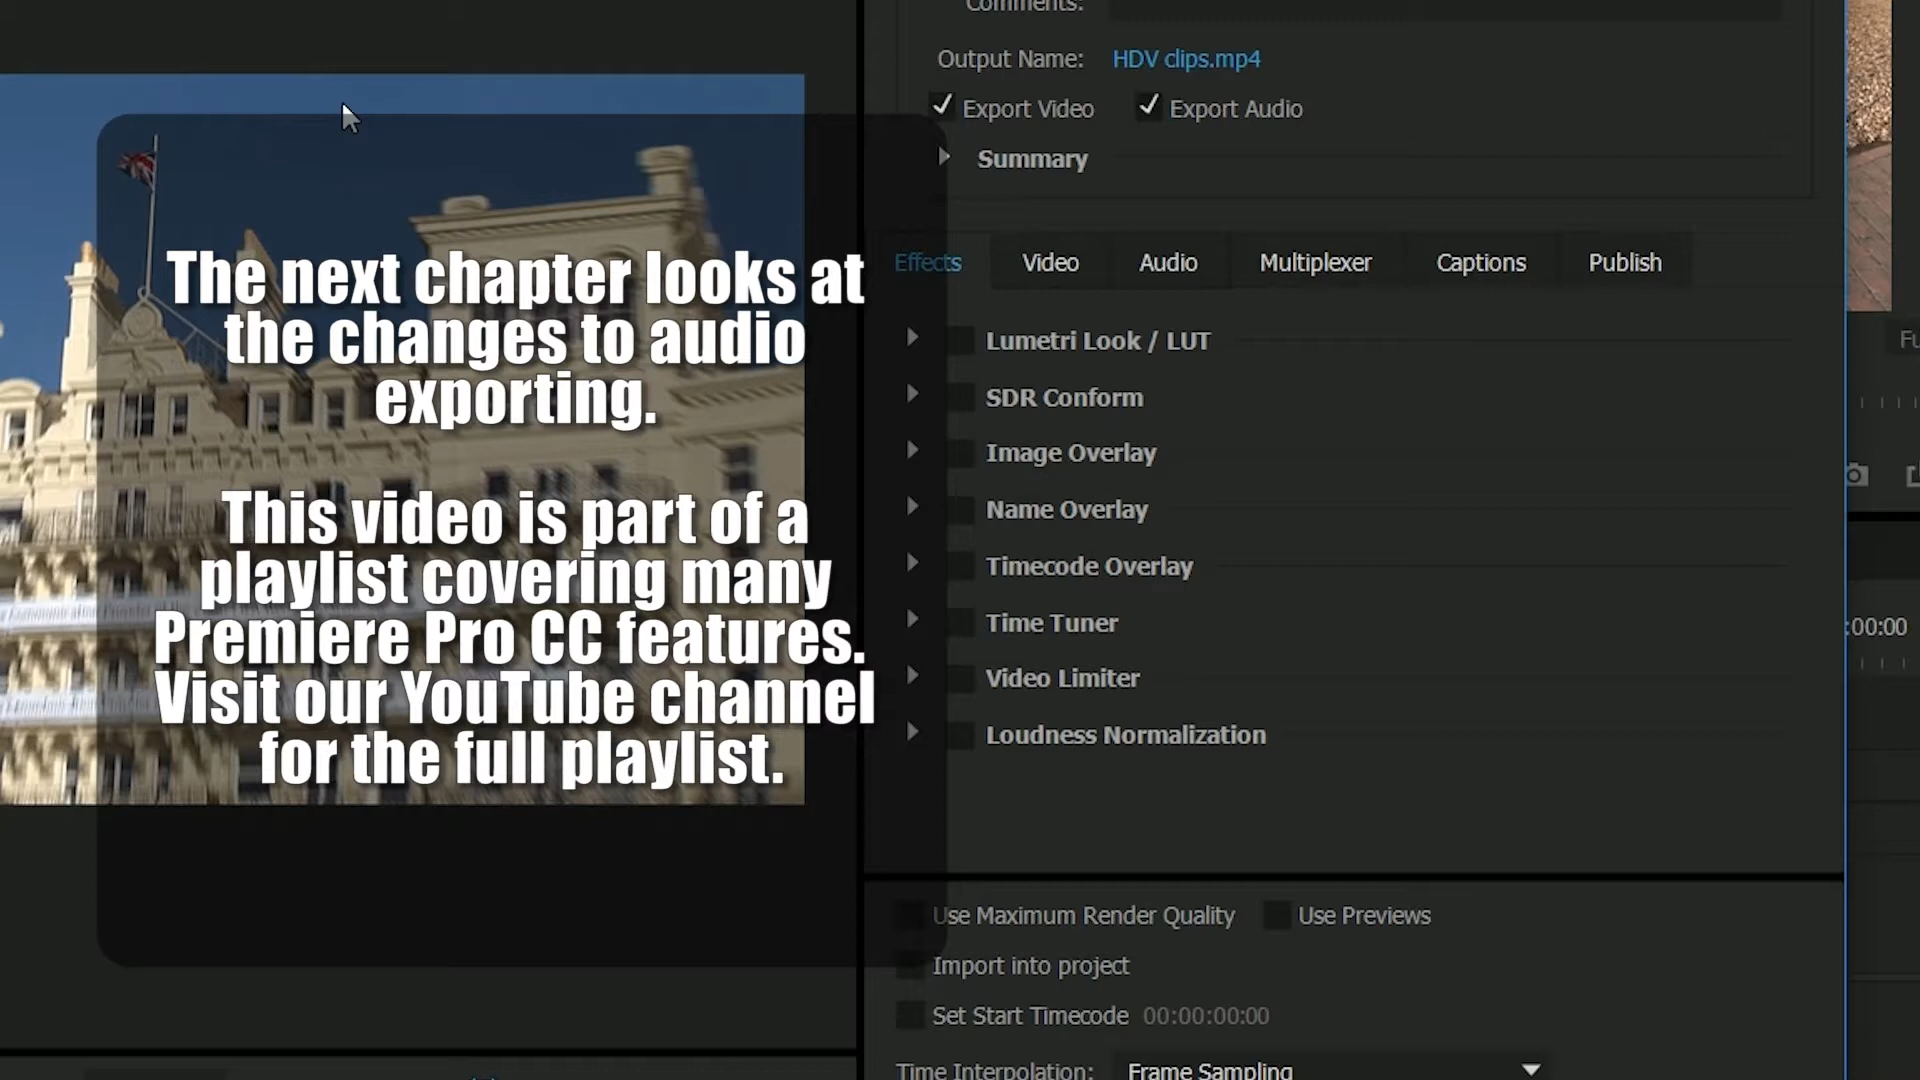 The next chapter looks at
the changes to audio
exporting.
This video is part of a
playlist covering many
Premiere Pro CC features.
Visit our YouTube channel
for the full playlist.
Comments:
Output Name: HDV clips.mp4
Export Video Export Audio
Summary
Effects Video Audio Multiplexer Captions Publish
Lumetri Look / LUT
SDR Conform
Image Overlay
Name Overlay
Timecode Overlay
Time Tuner
Video Limiter
Loudness Normalization
Use Maximum Render Quality Use Previews
Import into project
Set Start Timecode 00:00:00:00
Time Interpolation: Frame Sampling
:00:00